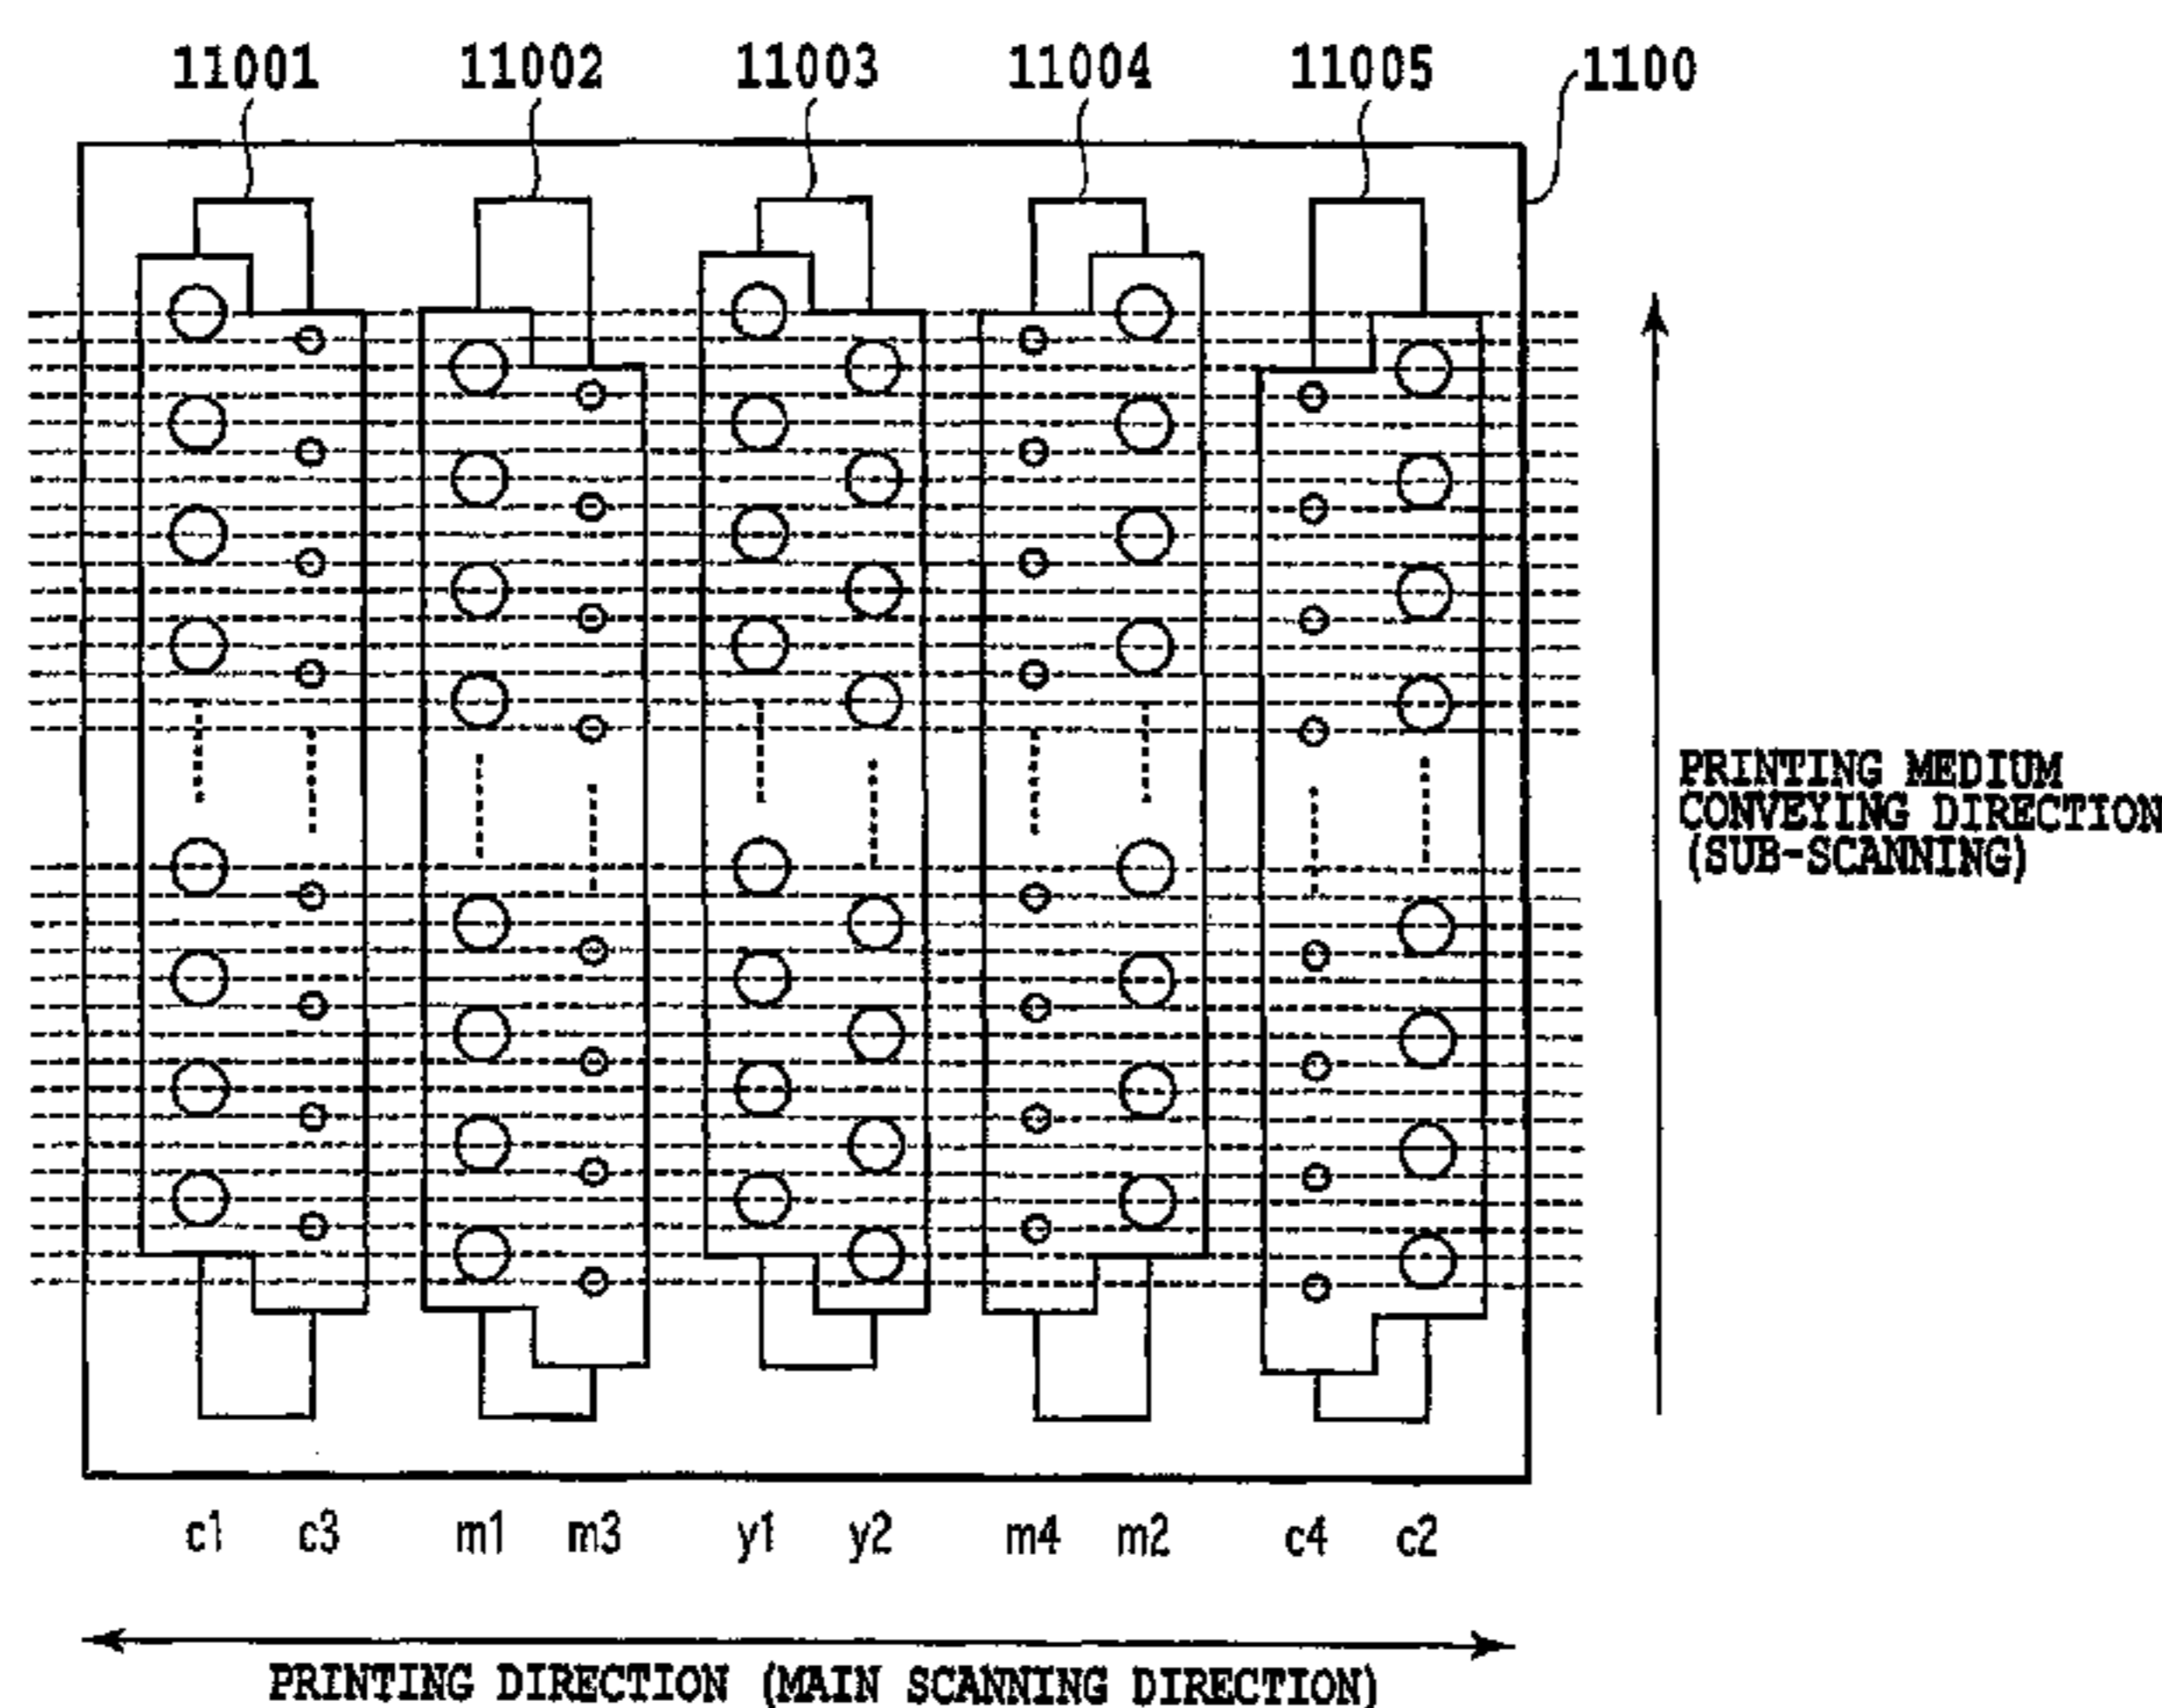 11001 11002 11003 11004 11005 1100
PRINTING MEDIUM
CONVEYING DIRECTION
(SUB-SCANNING)
c1 c3 m1 m3 y1 y2 m4 m2 c4 c2
PRINTING DIRECTION (MAIN SCANNING DIRECTION)